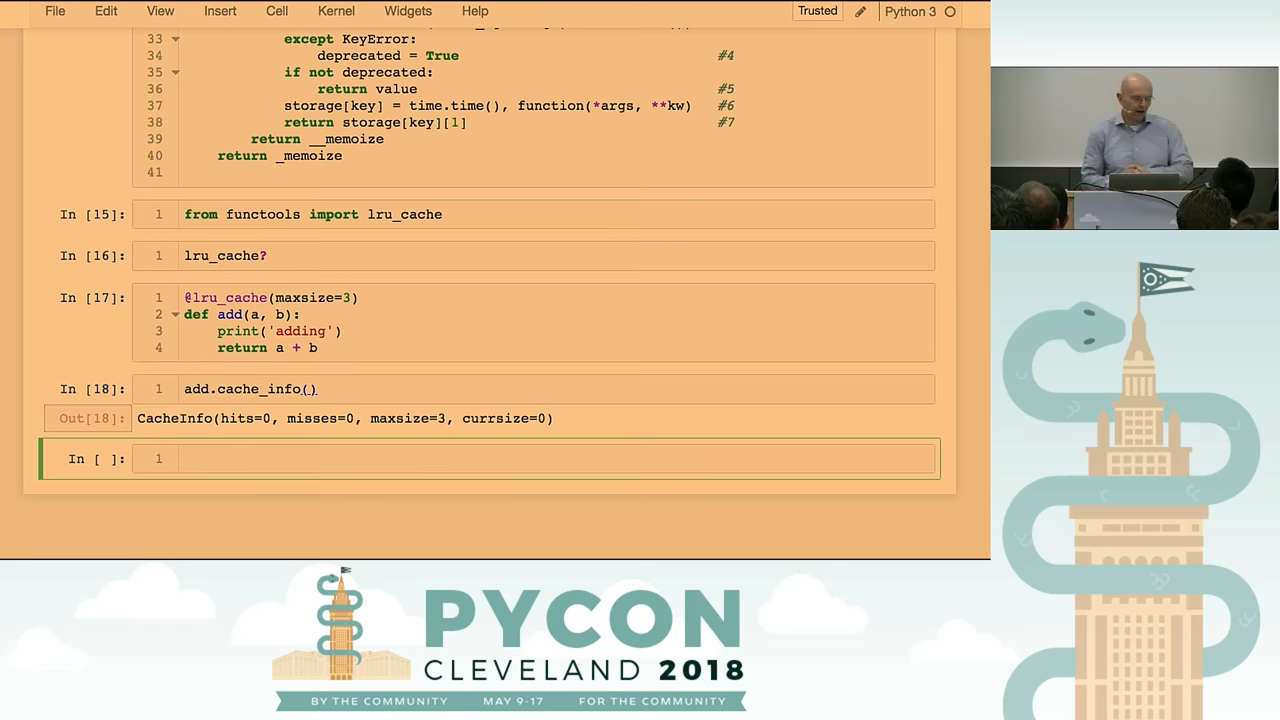 File Edit View Insert Cell Kernel Widgets Help Trusted Python 3
33 except KeyError:
34 deprecated = True #4
35 if not deprecated:
36 return value #5
37 storage[key] = time.time(), function(*args, **kw) #6
38 return storage[key][1] #7
39 return __memoize
40 return _memoize
41
In [15]: 1 from functools import lru_cache
In [16]: 1 lru_cache?
In [17]: 1 @lru_cache(maxsize=3)
2 def add(a, b):
3 print('adding')
4 return a + b
In [18]: 1 add.cache_info()
Out[18]: CacheInfo(hits=0, misses=0, maxsize=3, currsize=0)
In [ ]: 1
PYCON
CLEVELAND 2018
BY THE COMMUNITY MAY 9-17 FOR THE COMMUNITY